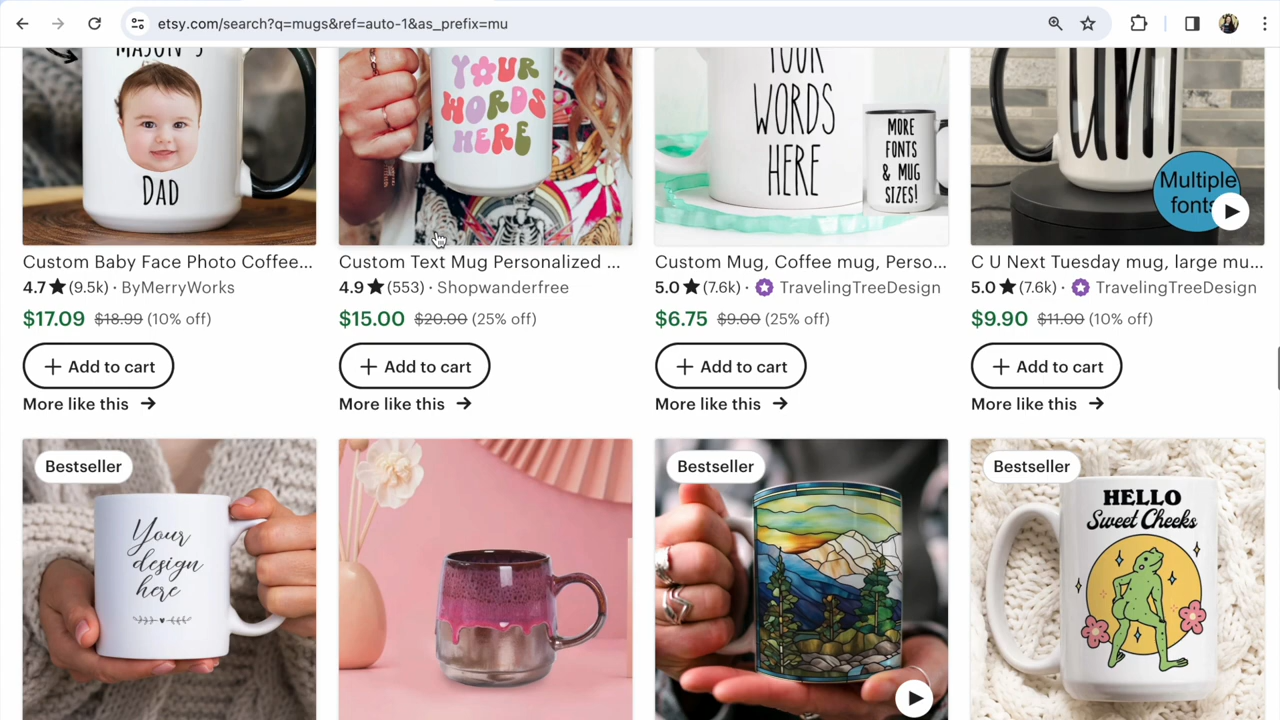 etsy.com/search?q=mugs&ref=auto-1&as_prefix=mu
MASON'S
DAD
YOUR
WORDS
HERE
YOUR
WORDS
HERE
MORE
FONTS
& MUG
SIZES!
Multiple
fonts
Custom Baby Face Photo Coffee...
4.7★(9.5k) · ByMerryWorks
$17.09 $18.99 (10% off)
+ Add to cart
More like this →
Custom Text Mug Personalized ...
4.9★(553) · Shopwanderfree
$15.00 $20.00 (25% off)
+ Add to cart
More like this →
Custom Mug, Coffee mug, Perso...
5.0★(7.6k) · TravelingTreeDesign
$6.75 $9.00 (25% off)
+ Add to cart
More like this →
C U Next Tuesday mug, large mu...
5.0★(7.6k) · TravelingTreeDesign
$9.90 $11.00 (10% off)
+ Add to cart
More like this →
Bestseller
Your
design
here
Bestseller
Bestseller
HELLO
Sweet Cheeks